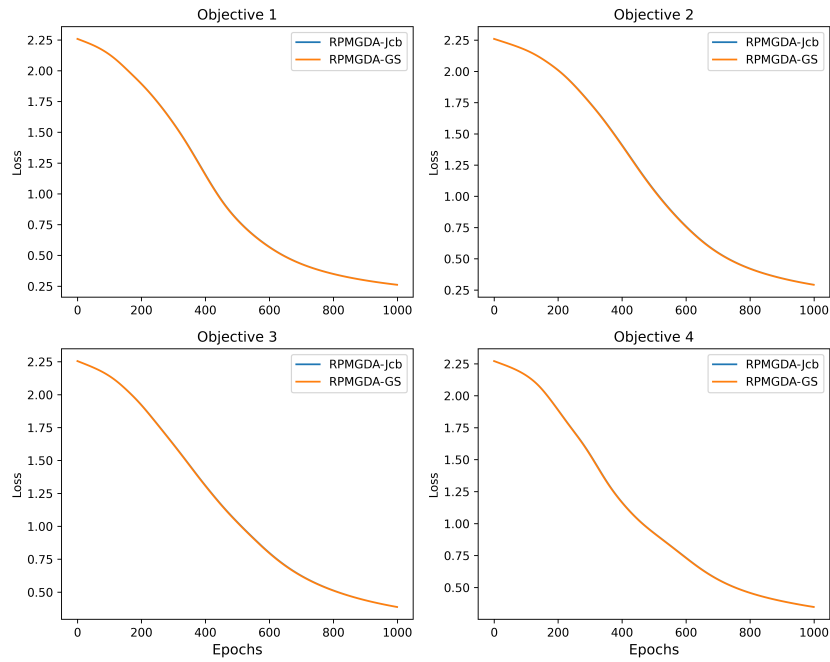 Objective 1
Loss
2.25
2.00
1.75
1.50
1.25
1.00
0.75
0.50
0.25
0 200 400 600 800 1000
RPMGDA-Jcb
RPMGDA-GS
Objective 2
Loss
2.25
2.00
1.75
1.50
1.25
1.00
0.75
0.50
0.25
0 200 400 600 800 1000
RPMGDA-Jcb
RPMGDA-GS
Objective 3
Loss
2.25
2.00
1.75
1.50
1.25
1.00
0.75
0.50
0 200 400 600 800 1000
Epochs
RPMGDA-Jcb
RPMGDA-GS
Objective 4
Loss
2.25
2.00
1.75
1.50
1.25
1.00
0.75
0.50
0 200 400 600 800 1000
Epochs
RPMGDA-Jcb
RPMGDA-GS